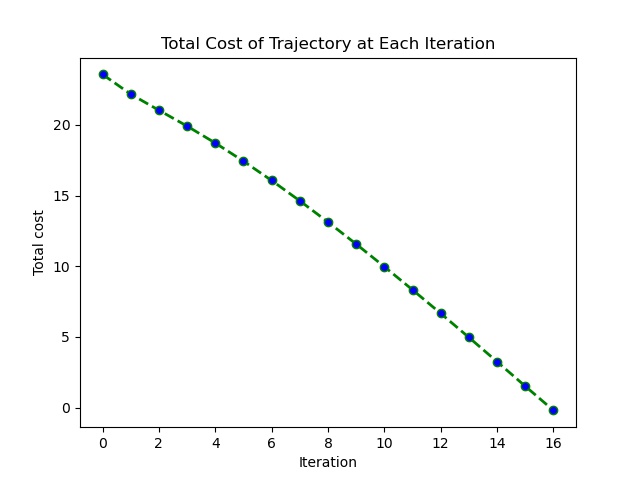 Total Cost of Trajectory at Each Iteration
Total cost
20
15
10
5
0
0 2 4 6 8 10 12 14 16
Iteration